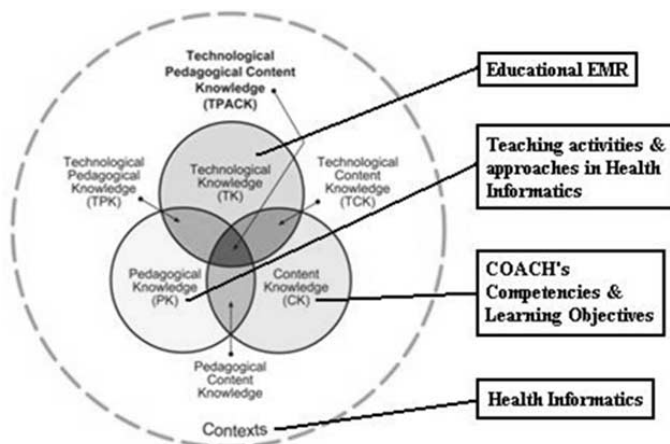 Technological
Pedagogical Content
Knowledge
(TPACK)
Technological
Pedagogical
Knowledge
(TPK)
Technological
Knowledge
(TK)
Technological
Content
Knowledge
(TCK)
Pedagogical
Knowledge
(PK)
Content
Knowledge
(CK)
Pedagogical
Content
Knowledge
Contexts
Educational EMR
Teaching activities &
approaches in Health
Informatics
COACH's
Competencies &
Learning Objectives
Health Informatics